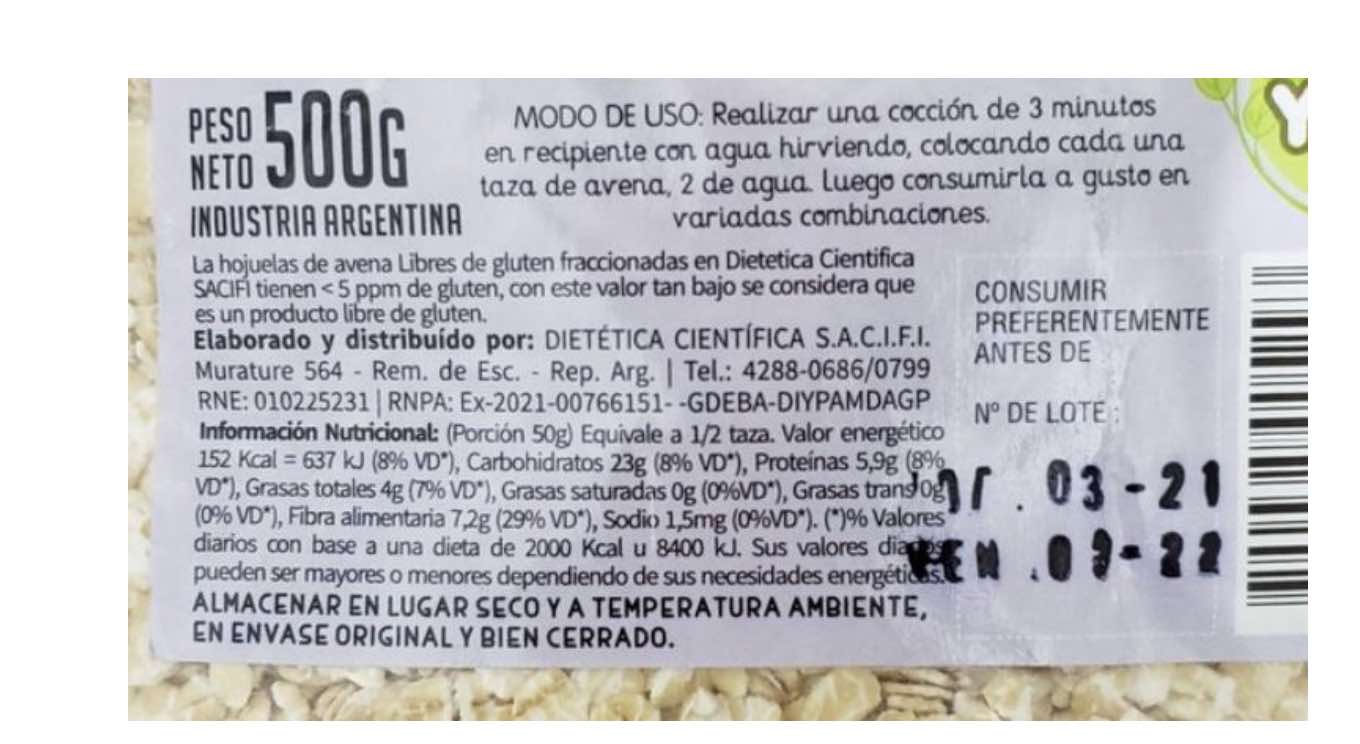 PESO NETO 500G
INDUSTRIA ARGENTINA
MODO DE USO: Realizar una cocción de 3 minutos
en recipiente con agua hirviendo, colocando cada una
taza de avena, 2 de agua. Luego consumirla a gusto en
variadas combinaciones.
La hojuelas de avena Libres de gluten fraccionadas en Dietetica Cientifica
SACIFI tienen < 5 ppm de gluten, con este valor tan bajo se considera que
es un producto libre de gluten.
Elaborado y distribuído por: DIETÉTICA CIENTÍFICA S.A.C.I.F.I.
Murature 564 - Rem. de Esc. - Rep. Arg. | Tel.: 4288-0686/0799
RNE: 010225231 | RNPA: Ex-2021-00766151- -GDEBA-DIYPAMDAGP
Información Nutricional: (Porción 50g) Equivale a 1/2 taza. Valor energético
152 Kcal = 637 kJ (8% VD*), Carbohidratos 23g (8% VD*), Proteínas 5,9g (8%
VD*), Grasas totales 4g (7% VD*), Grasas saturadas 0g (0%VD*), Grasas trans 0g
(0% VD*), Fibra alimentaria 7,2g (29% VD*), Sodio 1,5mg (0%VD*). (*)% Valores
diarios con base a una dieta de 2000 Kcal u 8400 kJ. Sus valores diarios
pueden ser mayores o menores dependiendo de sus necesidades energéticas.
ALMACENAR EN LUGAR SECO Y A TEMPERATURA AMBIENTE,
EN ENVASE ORIGINAL Y BIEN CERRADO.
CONSUMIR
PREFERENTEMENTE
ANTES DE
Nº DE LOTE :
03-21
22